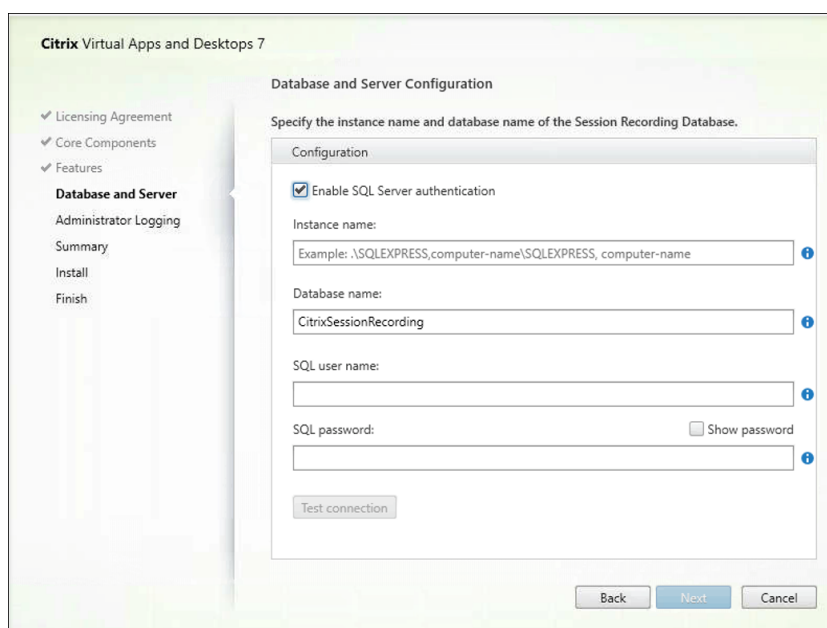 Citrix Virtual Apps and Desktops 7
Licensing Agreement
Core Components
Features
Database and Server
Administrator Logging
Summary
Install
Finish
Database and Server Configuration
Specify the instance name and database name of the Session Recording Database.
Configuration
Enable SQL Server authentication
Instance name:
Example: .\SQLEXPRESS,computer-name\SQLEXPRESS, computer-name
Database name:
CitrixSessionRecording
SQL user name:
SQL password:
Show password
Test connection
Back
Next
Cancel